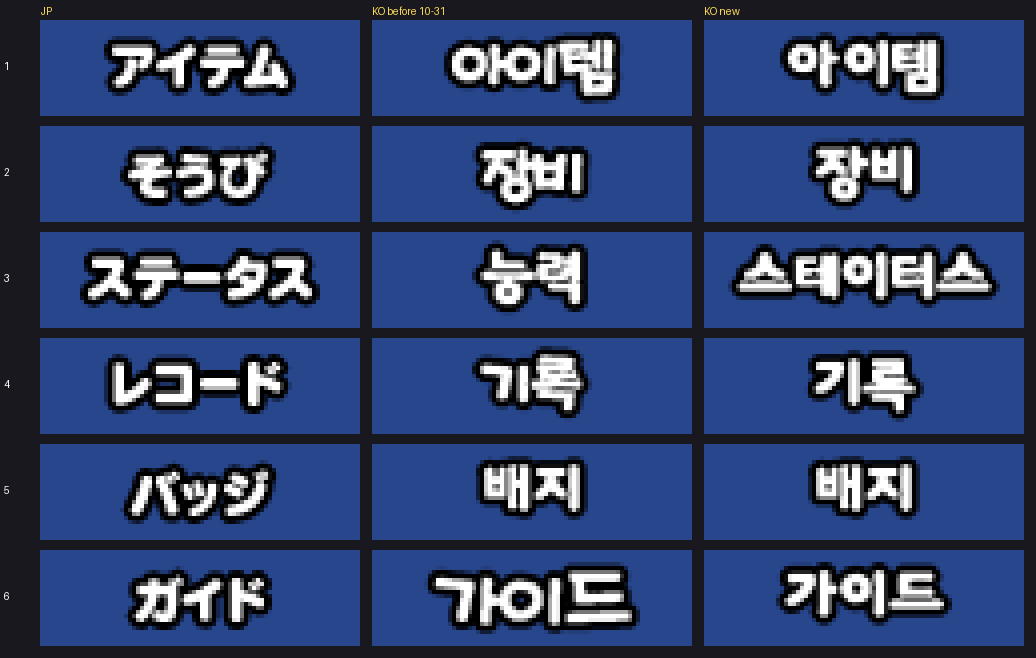 JP KO before 10-31 KO new
1 アイテム 아이템 아이템
2 そうび 장비 장비
3 ステータス 능력 스테이터스
4 レコード 기록 기록
5 バッジ 배지 배지
6 ガイド 가이드 가이드